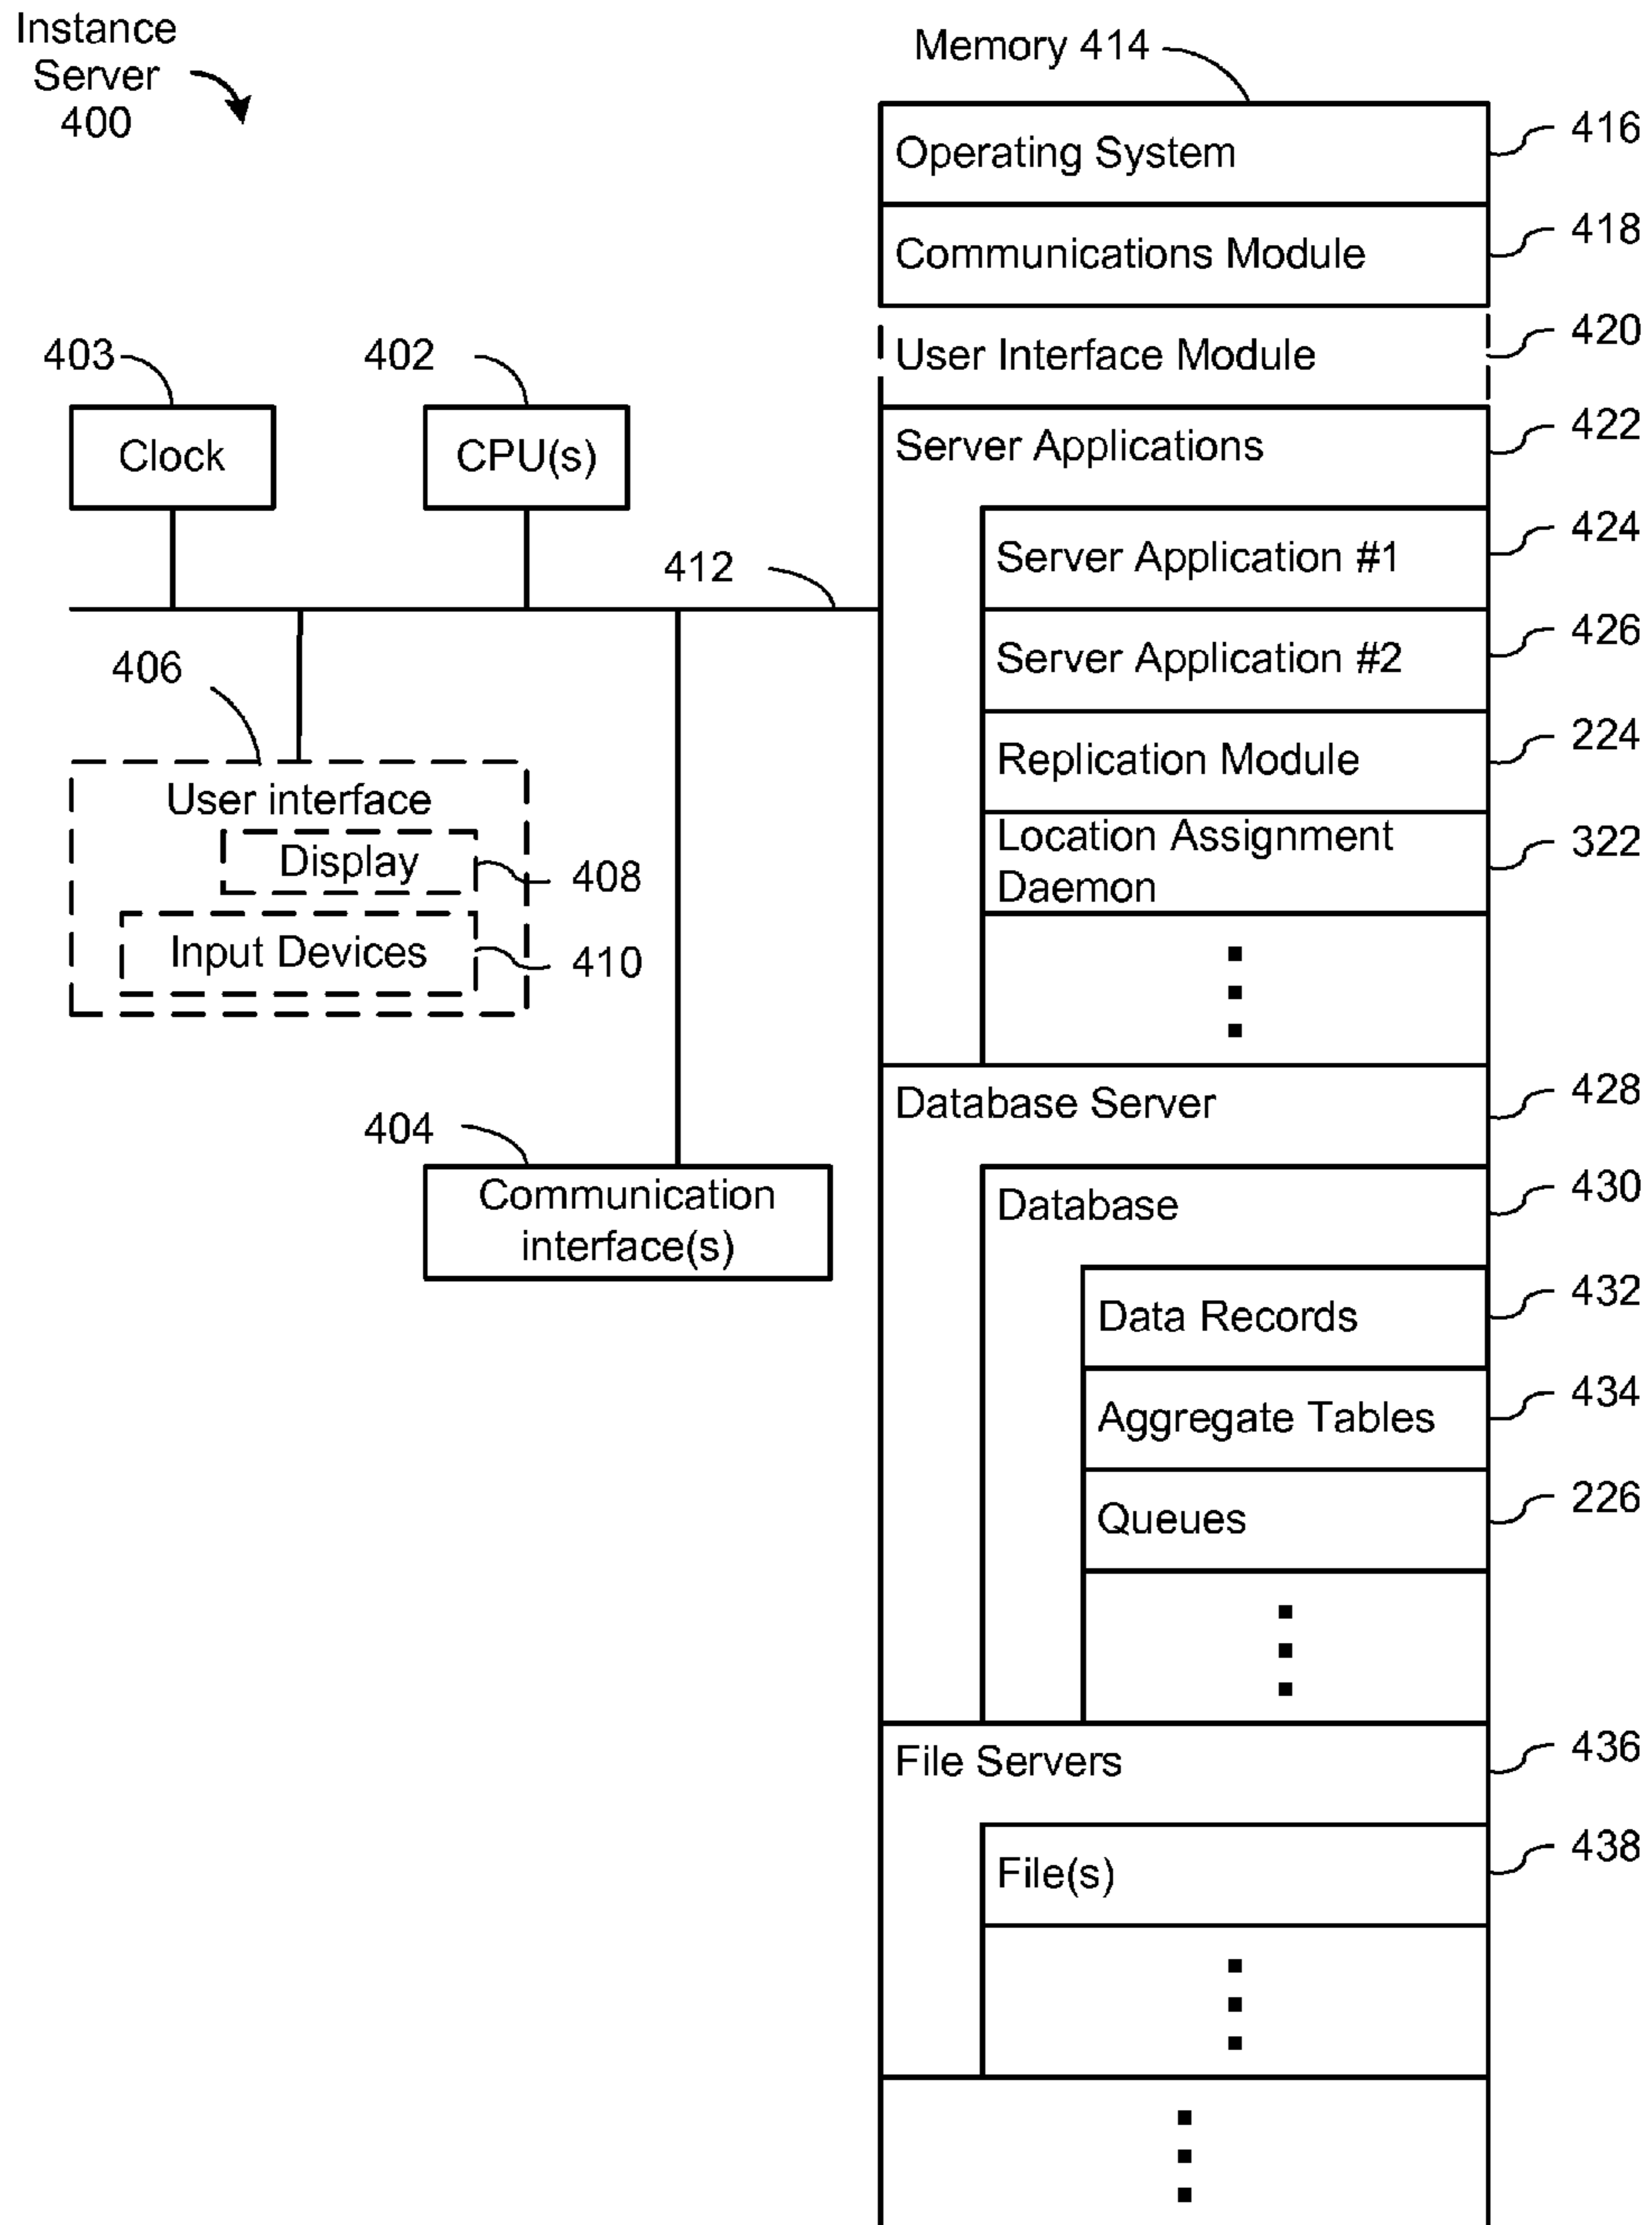 Instance
Server
400
Memory 414
Operating System
416
Communications Module
418
User Interface Module
420
403
402
Clock
CPU(s)
Server Applications
422
412
Server Application #1
424
Server Application #2
426
406
Replication Module
224
User interface
Display
408
Location Assignment
Daemon
322
Input Devices
410
Database Server
428
404
Communication
interface(s)
Database
430
Data Records
432
Aggregate Tables
434
Queues
226
File Servers
436
File(s)
438